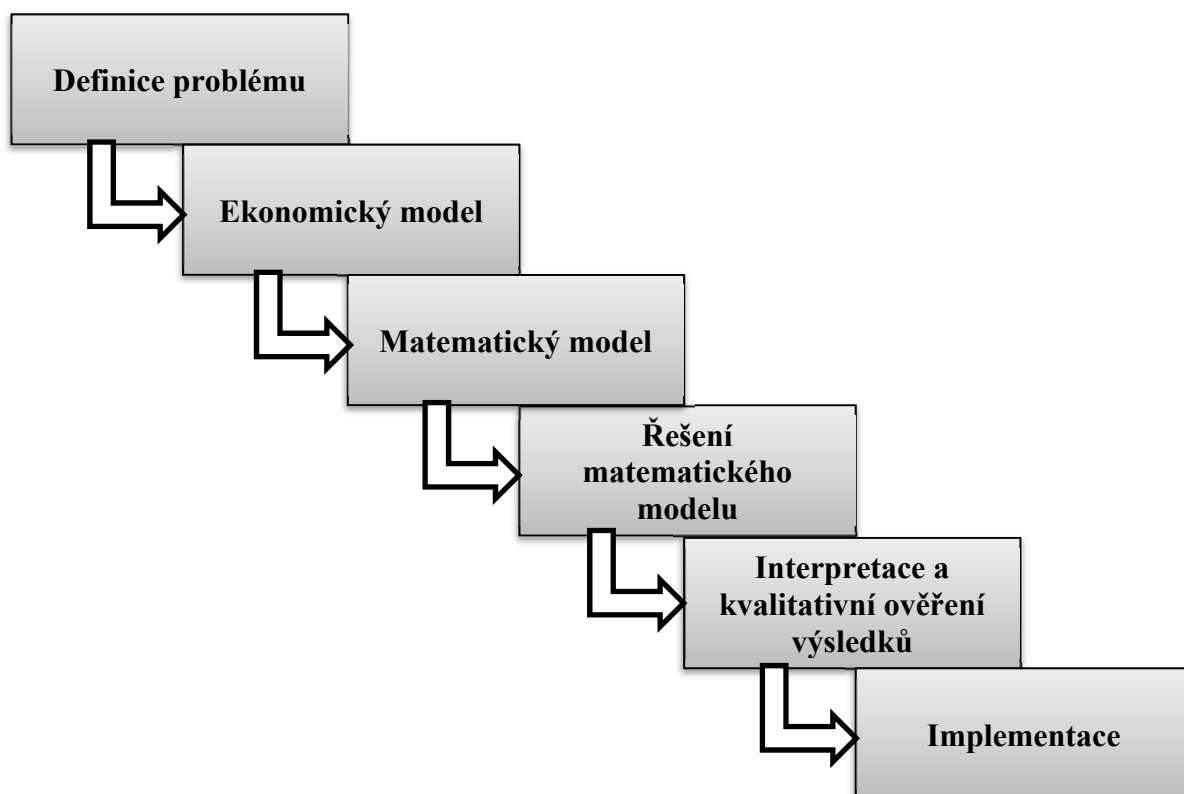 Definice problému
Ekonomický model
Matematický model
Řešení
matematického
modelu
Interpretace a
kvalitativní ověření
výsledků
Implementace